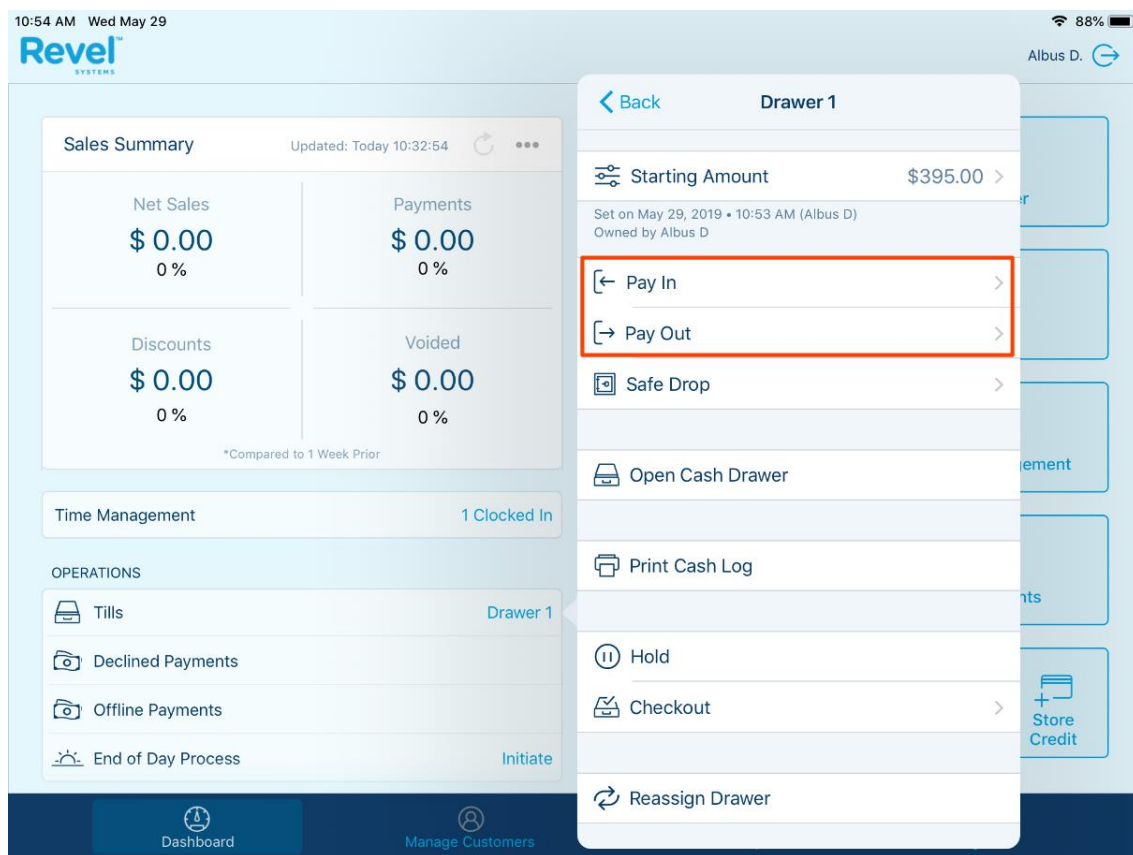 10:54 AM Wed May 29
88%
Revel™
SYSTEMS
Albus D.
Sales Summary
Updated: Today 10:32:54
Net Sales
$ 0.00
0 %
Payments
$ 0.00
0 %
Discounts
$ 0.00
0 %
Voided
$ 0.00
0 %
*Compared to 1 Week Prior
Time Management
1 Clocked In
OPERATIONS
Tills
Drawer 1
Declined Payments
Offline Payments
End of Day Process
Initiate
Back
Drawer 1
Starting Amount
$395.00
Set on May 29, 2019 • 10:53 AM (Albus D)
Owned by Albus D
Pay In
Pay Out
Safe Drop
Open Cash Drawer
Print Cash Log
Hold
Checkout
Reassign Drawer
Store
Credit
Dashboard
Manage Customers